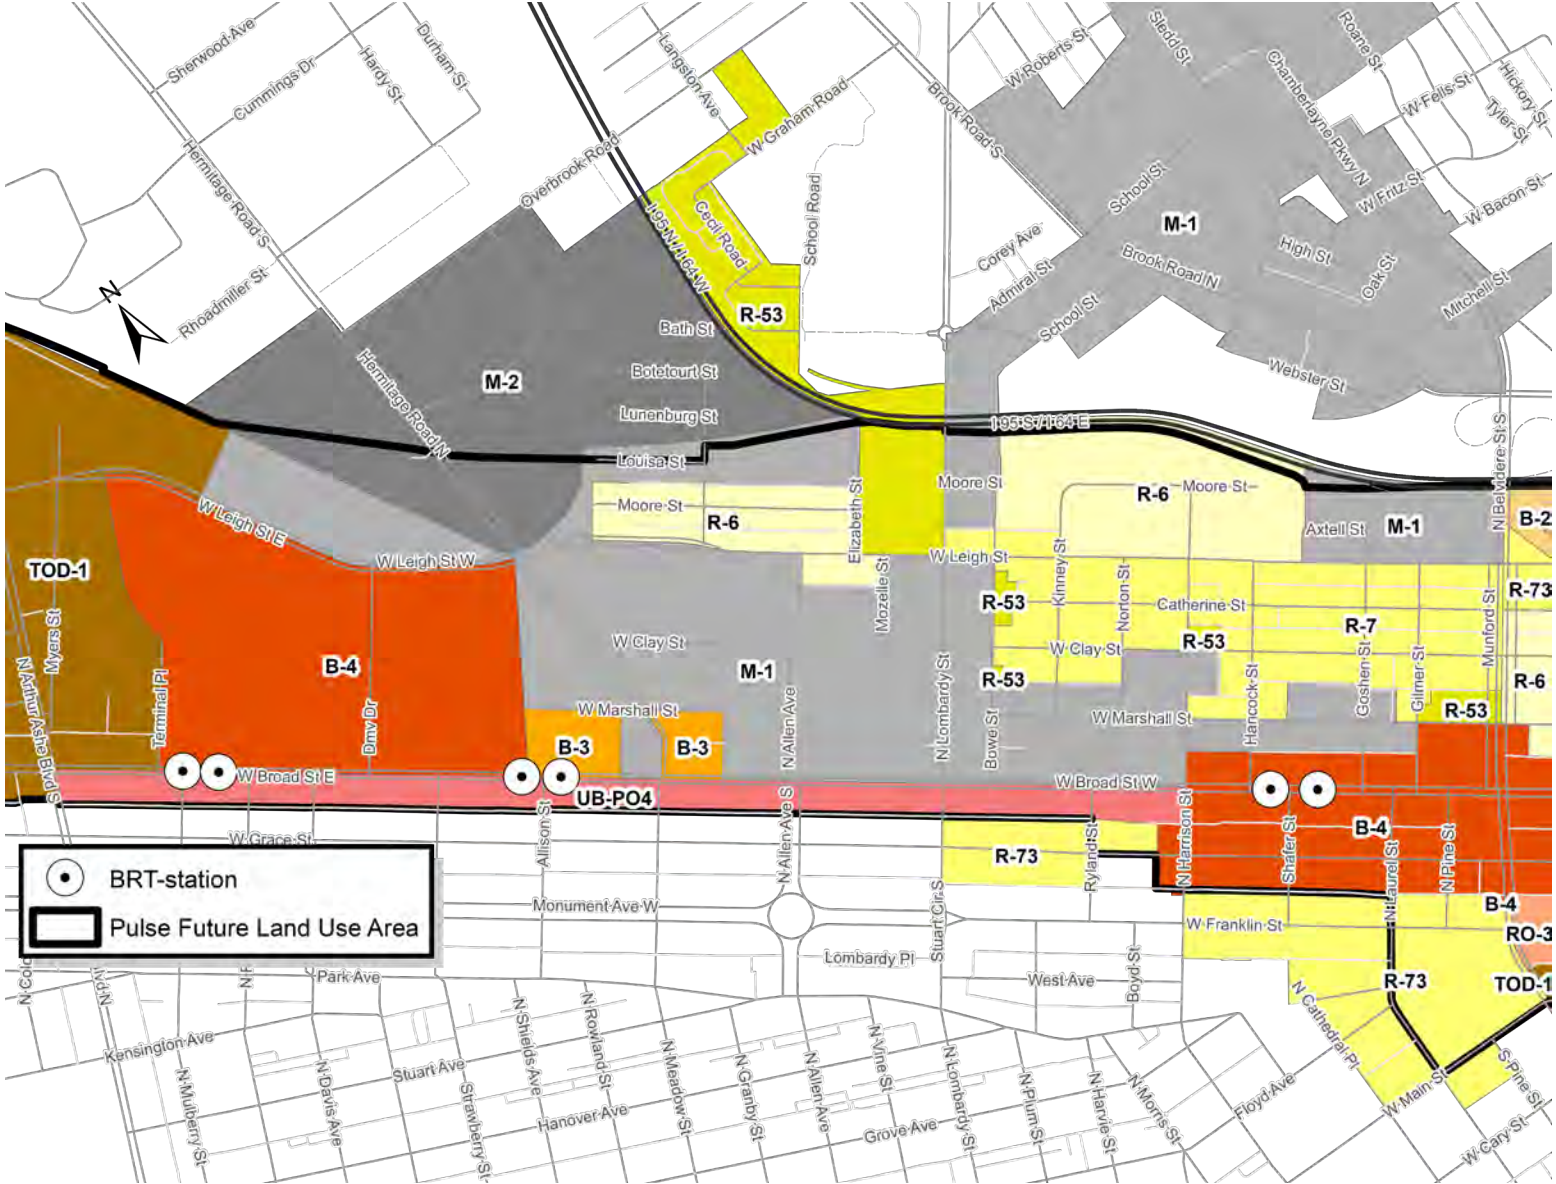 Sherwood Ave
Cummings Dr
Hardy St
Durham St
Langston Ave
W Graham Road
Brook Road S
W Roberts St
Sledd St
Roane St
Chamberlayne Pkwy N
W Fells St
Hickory St
Tyler St
W Fritz St
W Bacon St
Hermitage Road S
Overbrook Road
I 95 N / I 64 W
Cecil Road
School Road
School St
M-1
High St
Oak St
Brook Road N
Mitchell St
Corey Ave
Admiral St
School St
N
Rhoadmiller St
R-53
Bath St
Botetourt St
Lunenburg St
M-2
Hermitage Road N
Webster St
I 95 S / I 64 E
N Belvidere St S
Louisa St
Moore St
R-6
Elizabeth St
Moore St
R-6
Moore St
Axtell St
M-1
B-2
W Leigh St E
W Leigh St W
W Leigh St
TOD-1
Myers St
Mozelle St
R-53
Kinney St
Norton St
Catherine St
R-7
Munford St
R-73
W Clay St
W Clay St
R-53
B-4
M-1
R-53
Hancock St
Goshen St
Gilmer St
R-6
N Arthur Ashe Blvd S
Terminal Pl
Dmv Dr
W Marshall St
B-3
B-3
N Allen Ave
N Lombardy St
Bowe St
W Marshall St
R-53
W Broad St E
UB-PO4
W Broad St W
B-4
W Grace St
Allison St
N Allen Ave S
R-73
Ryland St
N Harrison St
Shafer St
N Laurel St
N Pine St
BRT-station
Pulse Future Land Use Area
Monument Ave W
Stuart Cir S
W Franklin St
B-4
RO-3
Lombardy Pl
West Ave
Boyd St
R-73
TOD-1
Park Ave
N Cathedral Pl
Kensington Ave
Stuart Ave
Hanover Ave
Grove Ave
Floyd Ave
W Main St
S Pine St
W Cary St
N Mulberry St
N Davis Ave
Strawberry St
N Shields Ave
N Rowland St
N Meadow St
N Granby St
N Allen Ave
N Vine St
N Lombardy St
N Plum St
N Harvie St
N Morris St